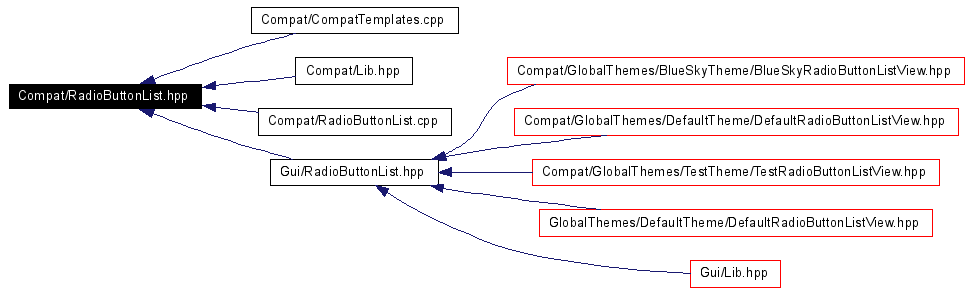 Compat/CompatTemplates.cpp
Compat/Lib.hpp
Compat/GlobalThemes/BlueSkyTheme/BlueSkyRadioButtonListView.hpp
Compat/RadioButtonList.hpp
Compat/RadioButtonList.cpp
Compat/GlobalThemes/DefaultTheme/DefaultRadioButtonListView.hpp
Gui/RadioButtonList.hpp
Compat/GlobalThemes/TestTheme/TestRadioButtonListView.hpp
GlobalThemes/DefaultTheme/DefaultRadioButtonListView.hpp
Gui/Lib.hpp